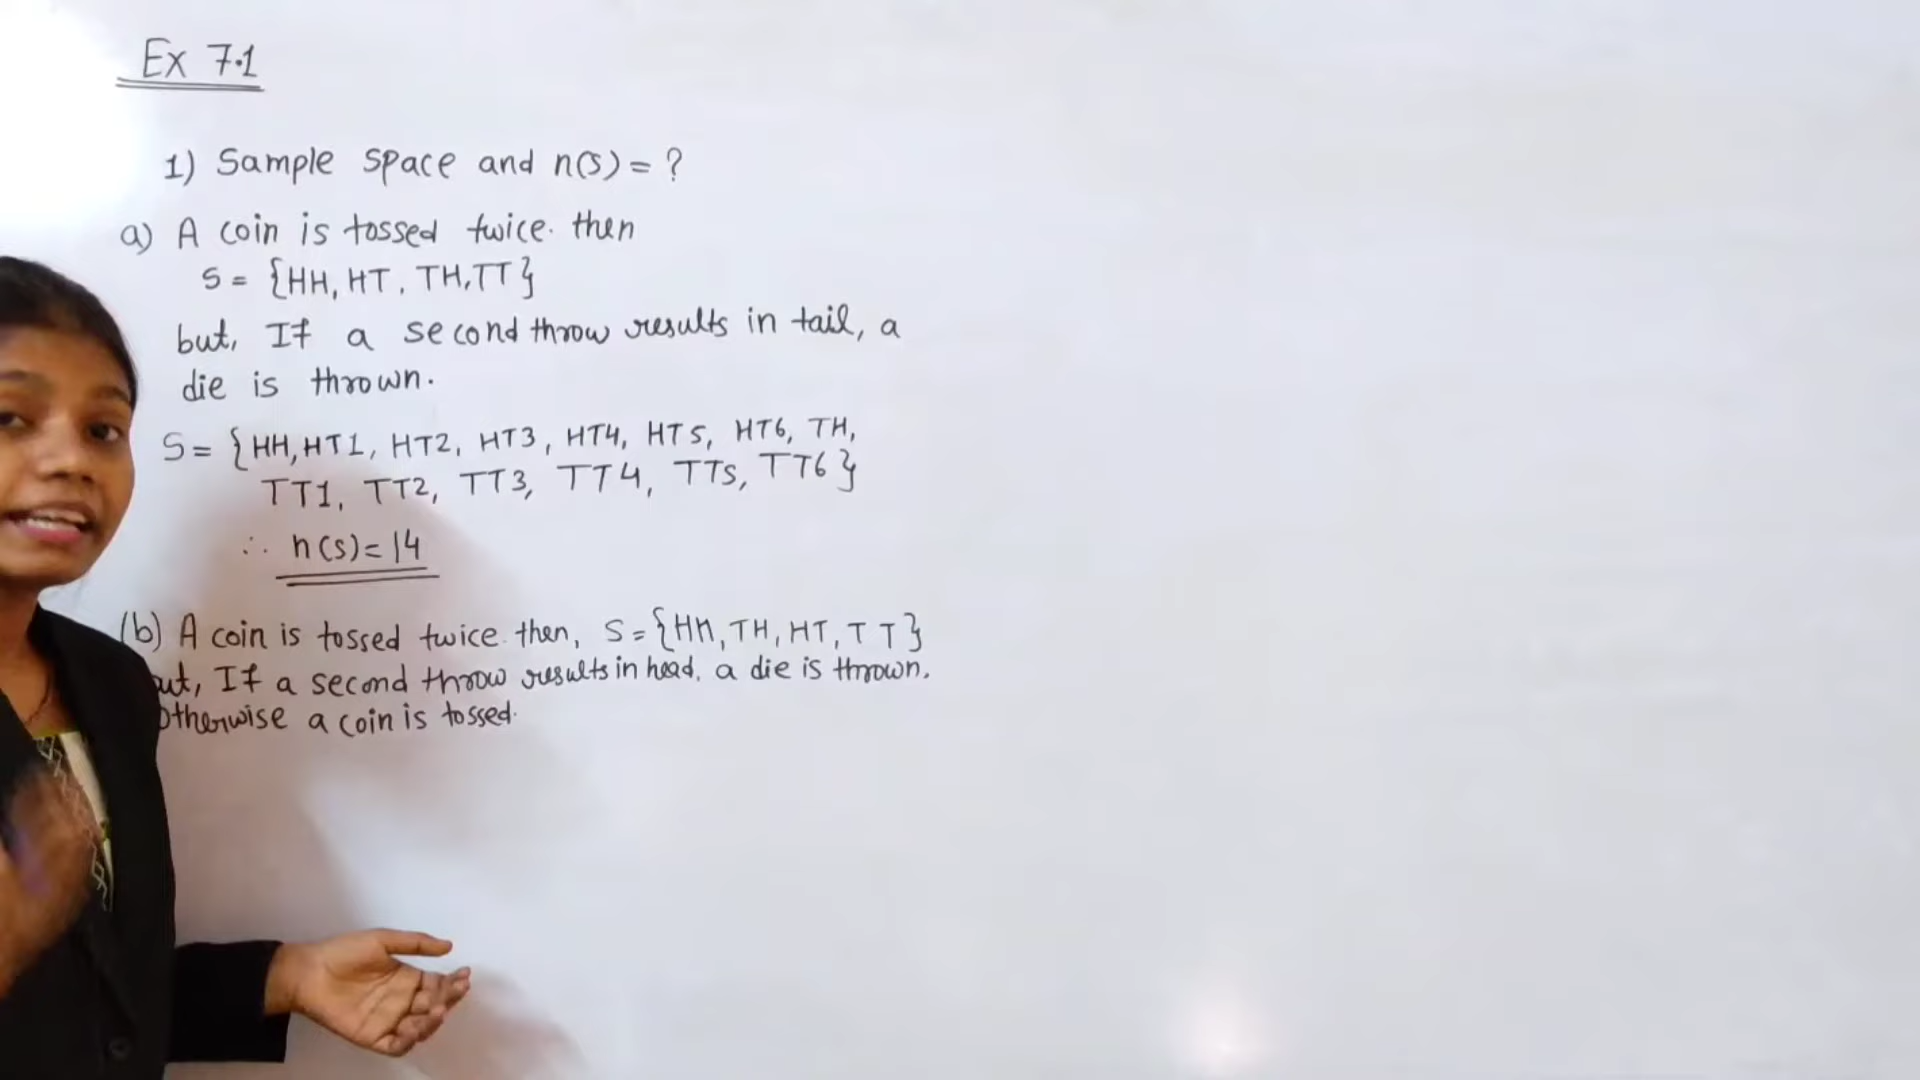 Ex 7.1
1) Sample space and n(s) = ?
a) A coin is tossed twice. then
S = {HH, HT, TH, TT}
but, If a second throw results in tail, a
die is thrown.
S = {HH, HT1, HT2, HT3, HT4, HT5, HT6, TH,
TT1, TT2, TT3, TT4, TT5, TT6}
∴ n(s) = 14
(b) A coin is tossed twice. then, S = {HH, TH, HT, TT}
ut, If a second throw results in head, a die is thrown.
Otherwise a coin is tossed.